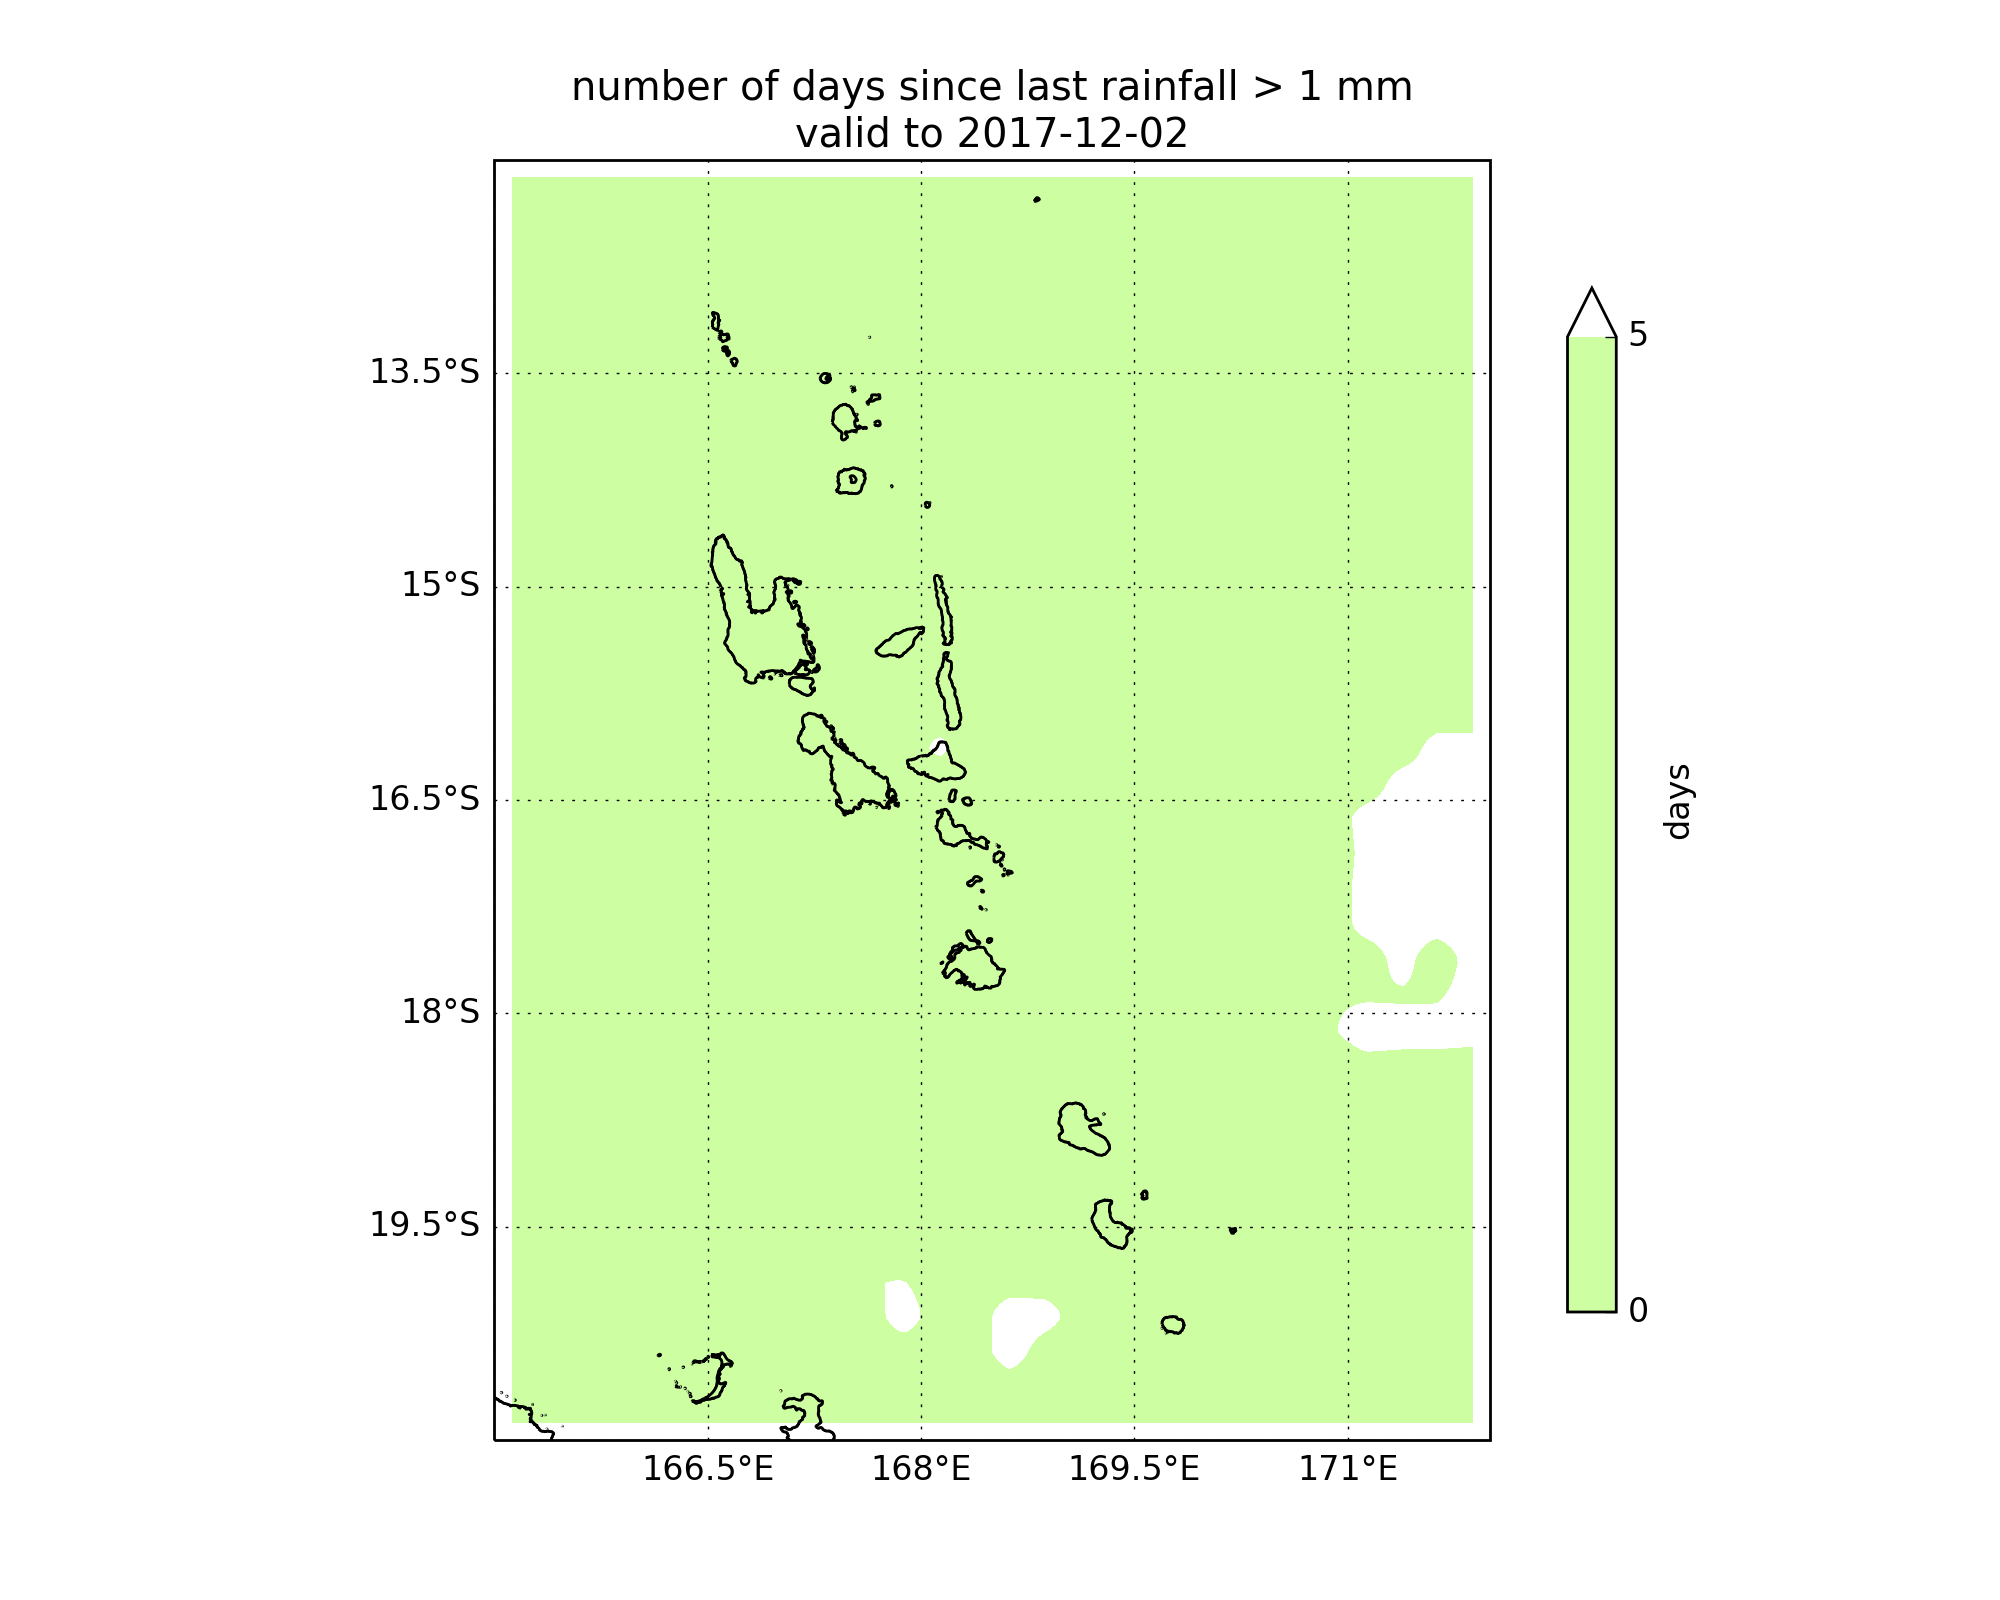 number of days since last rainfall > 1 mm
valid to 2017-12-02
13.5°S
15°S
16.5°S
18°S
19.5°S
166.5°E
168°E
169.5°E
171°E
5
0
days